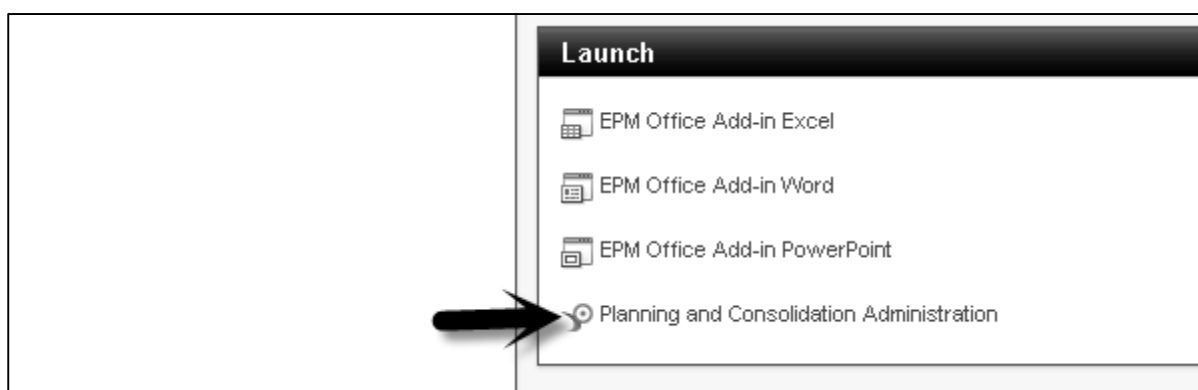 Launch
EPM Office Add-in Excel
EPM Office Add-in Word
EPM Office Add-in PowerPoint
Planning and Consolidation Administration